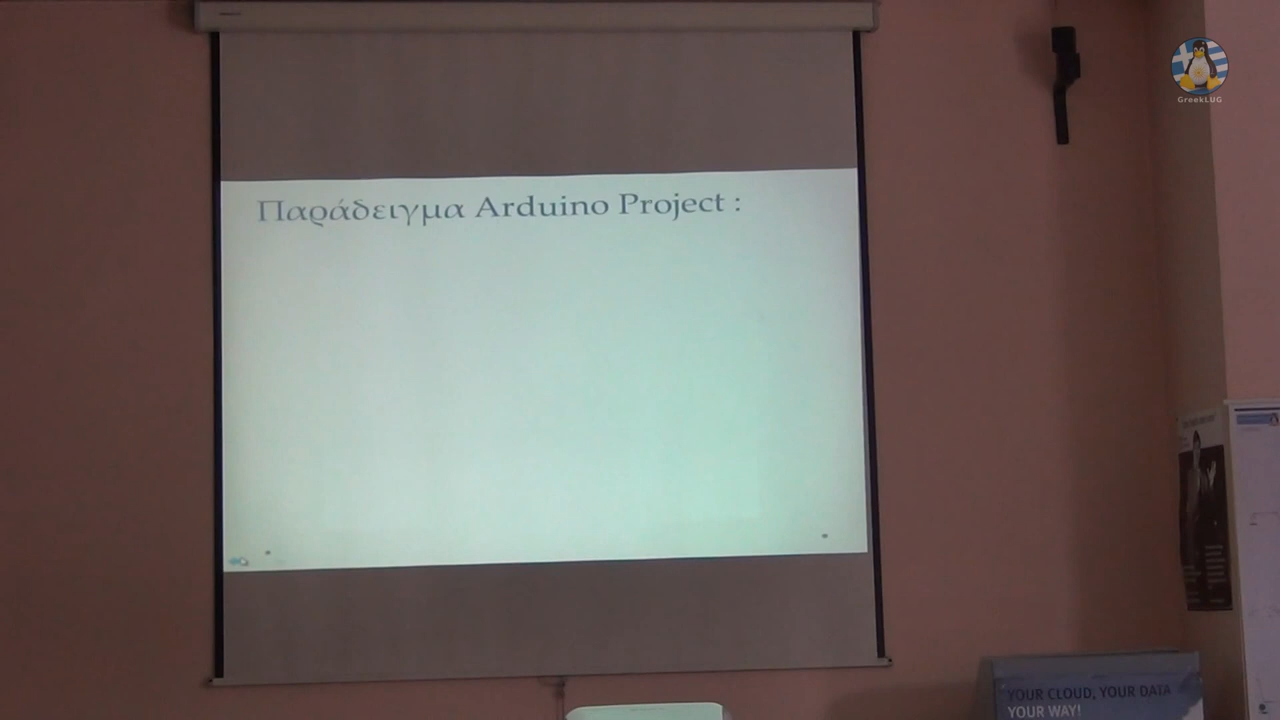 GreekLUG
Παράδειγμα Arduino Project :
YOUR CLOUD, YOUR DATA
YOUR WAY!